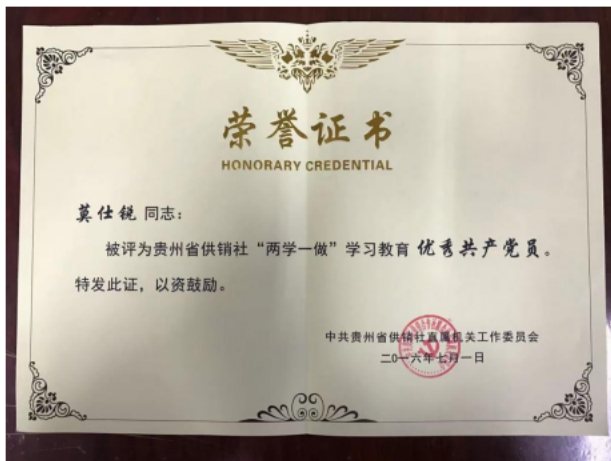 荣誉证书
HONORARY CREDENTIAL
莫仕锐 同志：
被评为贵州省供销社“两学一做”学习教育 优秀共产党员。
特发此证，以资鼓励。
中共贵州省供销社直属机关工作委员会
二〇一六年七月一日